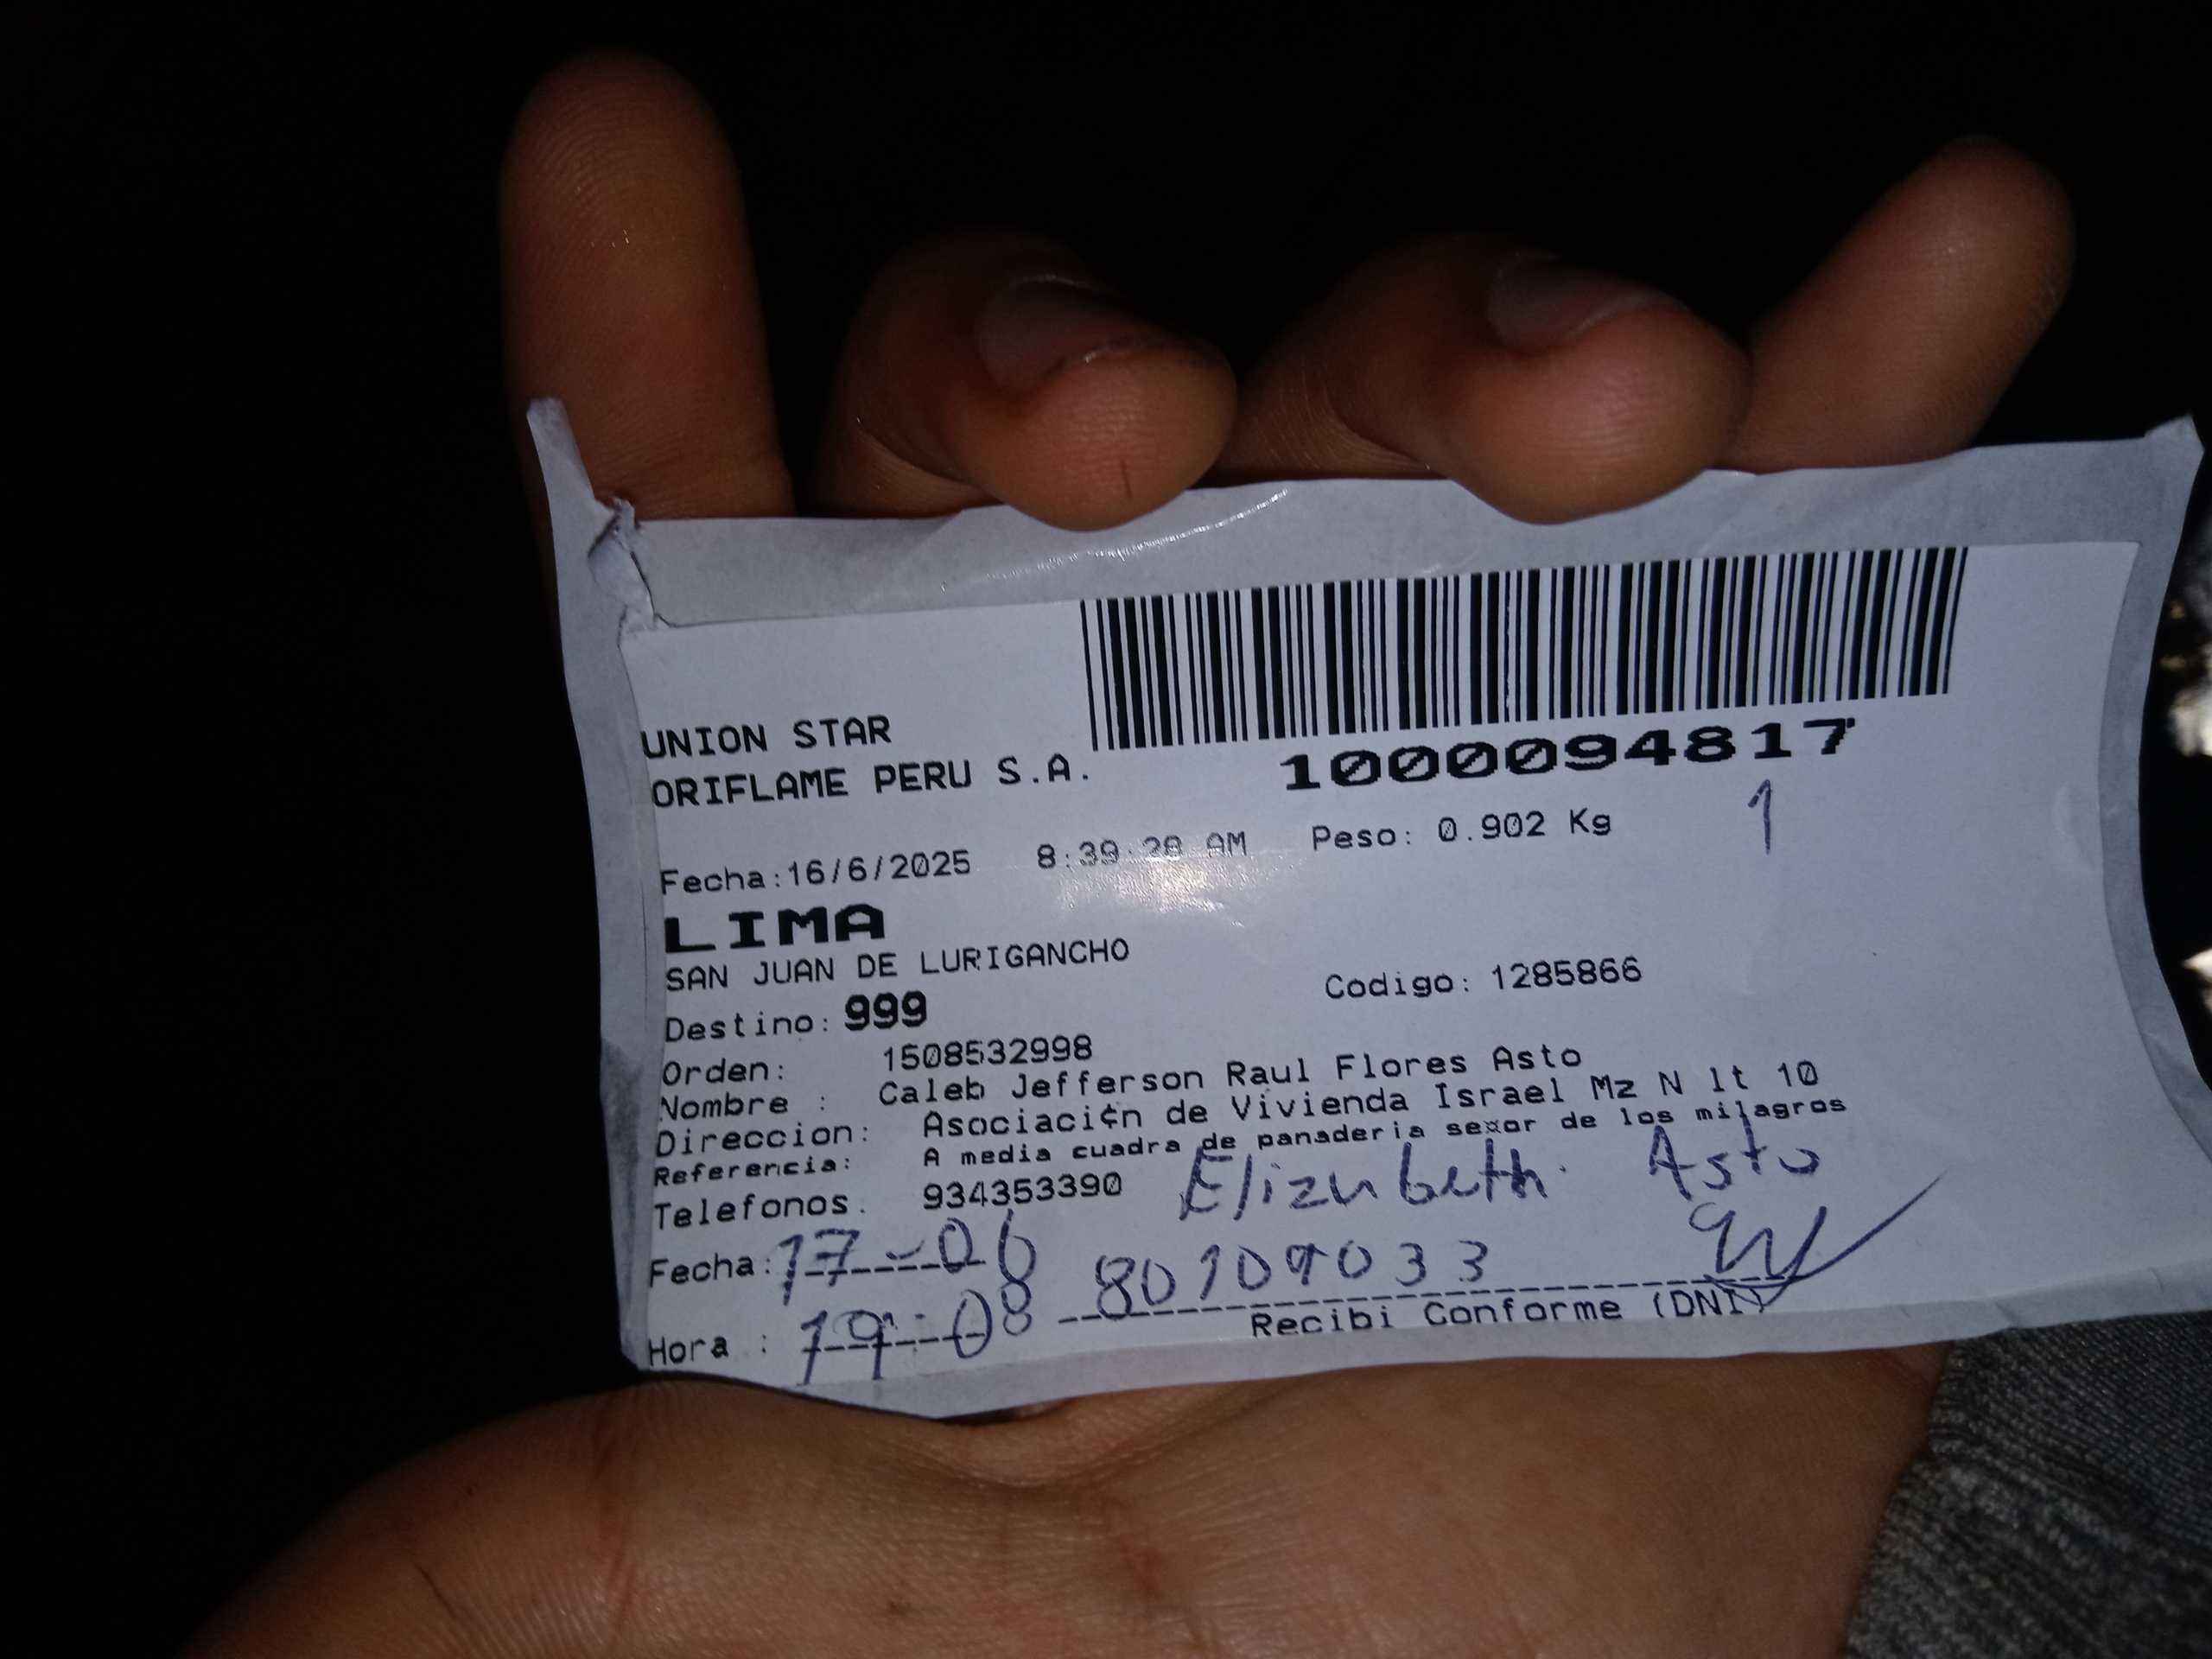 UNION STAR
ORIFLAME PERU S.A.
1000094817
1
Fecha:16/6/2025 8:39:28 AM Peso: 0.902 Kg
LIMA
SAN JUAN DE LURIGANCHO
Destino: 999 Codigo: 1285866
Orden: 1508532998
Nombre : Caleb Jefferson Raul Flores Asto
Direccion: Asociaci¢n de Vivienda Israel Mz N lt 10
Referencia: A media cuadra de panaderia se¤or de los milagros
Telefonos. 934353390 Elizabeth Asto
Fecha: 17-06
80109033
Hora : 19:08
Recibi Conforme (DNI)